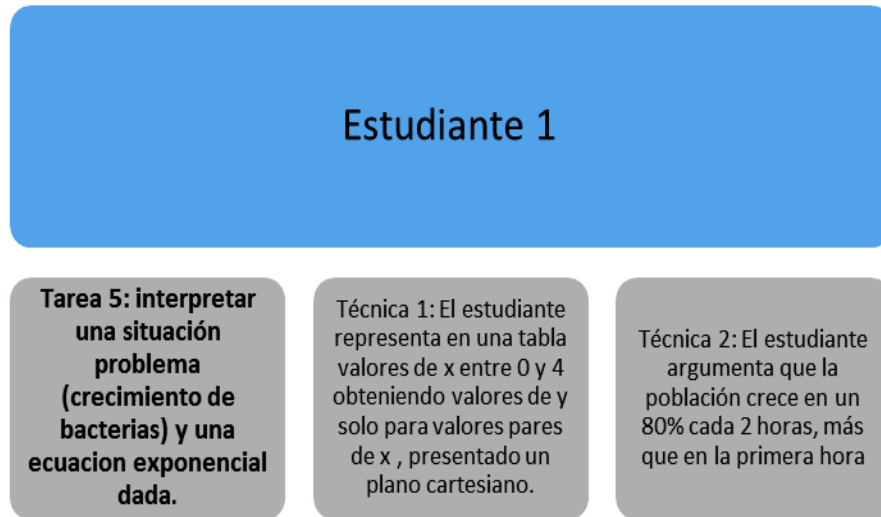 Estudiante 1
Tarea 5: interpretar
una situación
problema
(crecimiento de
bacterias) y una
ecuacion exponencial
dada.
Técnica 1: El estudiante
representa en una tabla
valores de x entre 0 y 4
obteniendo valores de y
solo para valores pares
de x , presentado un
plano cartesiano.
Técnica 2: El estudiante
argumenta que la
población crece en un
80% cada 2 horas, más
que en la primera hora